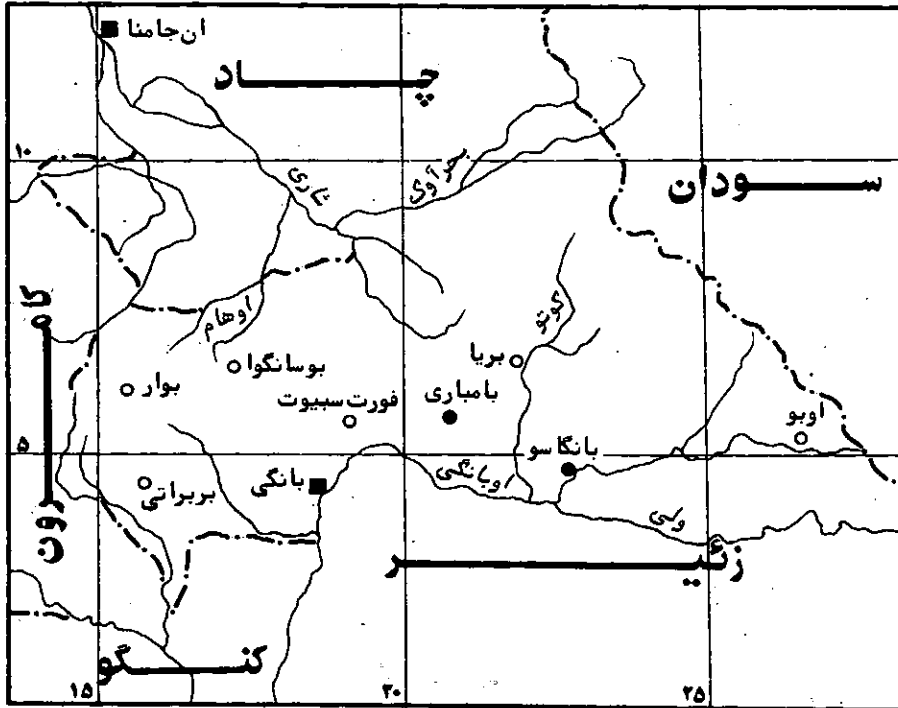 ان‌جامنا
چاد
۱۰
شاری
بحر آوک
سودان
کامرون
اوهام
کوتو
بوسانگوا
بریا
بوار
فورت سیبوت
بامباری
اوبو
۵
بانگاسو
بربراتی
بانگی
اوبانگی
ولی
زئیر
کنگو
۱۵
۲۰
۲۵